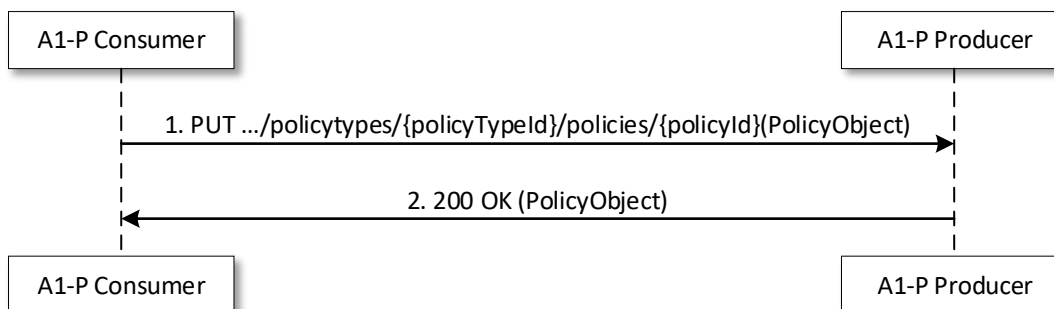 A1-P Consumer
A1-P Producer
1. PUT …/policytypes/{policyTypeId}/policies/{policyId}(PolicyObject)
2. 200 OK (PolicyObject)
A1-P Consumer
A1-P Producer